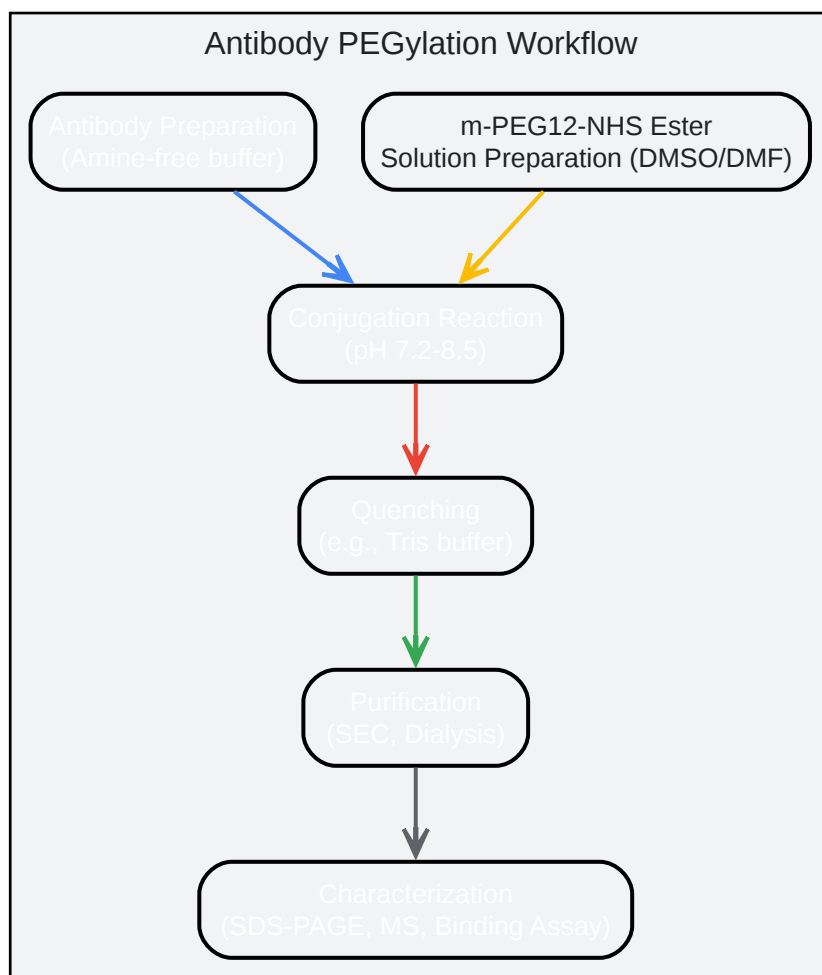 Antibody PEGylation Workflow
Antibody Preparation
(Amine-free buffer)
m-PEG12-NHS Ester
Solution Preparation (DMSO/DMF)
Conjugation Reaction
(pH 7.2-8.5)
Quenching
(e.g., Tris buffer)
Purification
(SEC, Dialysis)
Characterization
(SDS-PAGE, MS, Binding Assay)